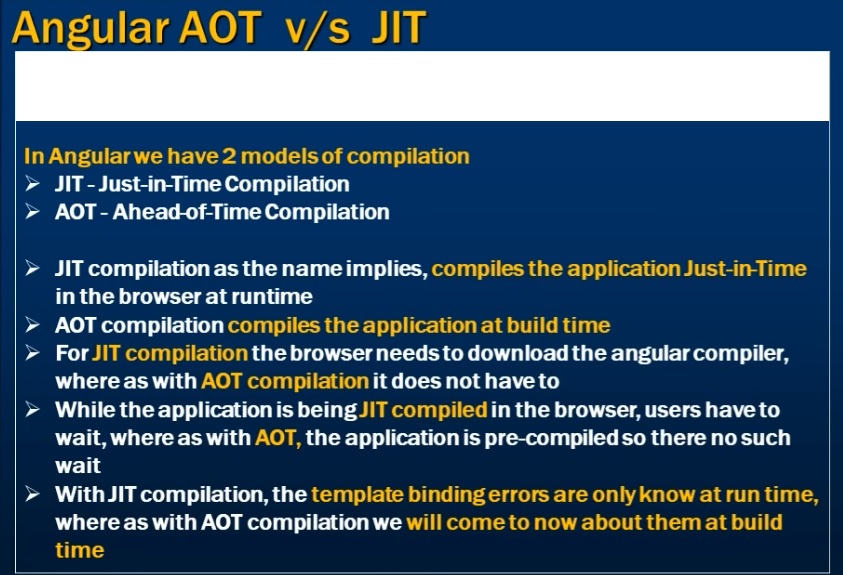 Angular AOT v/s JIT
In Angular we have 2 models of compilation
➢ JIT - Just-in-Time Compilation
➢ AOT - Ahead-of-Time Compilation
➢ JIT compilation as the name implies, compiles the application Just-in-Time
in the browser at runtime
➢ AOT compilation compiles the application at build time
➢ For JIT compilation the browser needs to download the angular compiler,
where as with AOT compilation it does not have to
➢ While the application is being JIT compiled in the browser, users have to
wait, where as with AOT, the application is pre-compiled so there no such
wait
➢ With JIT compilation, the template binding errors are only know at run time,
where as with AOT compilation we will come to now about them at build
time